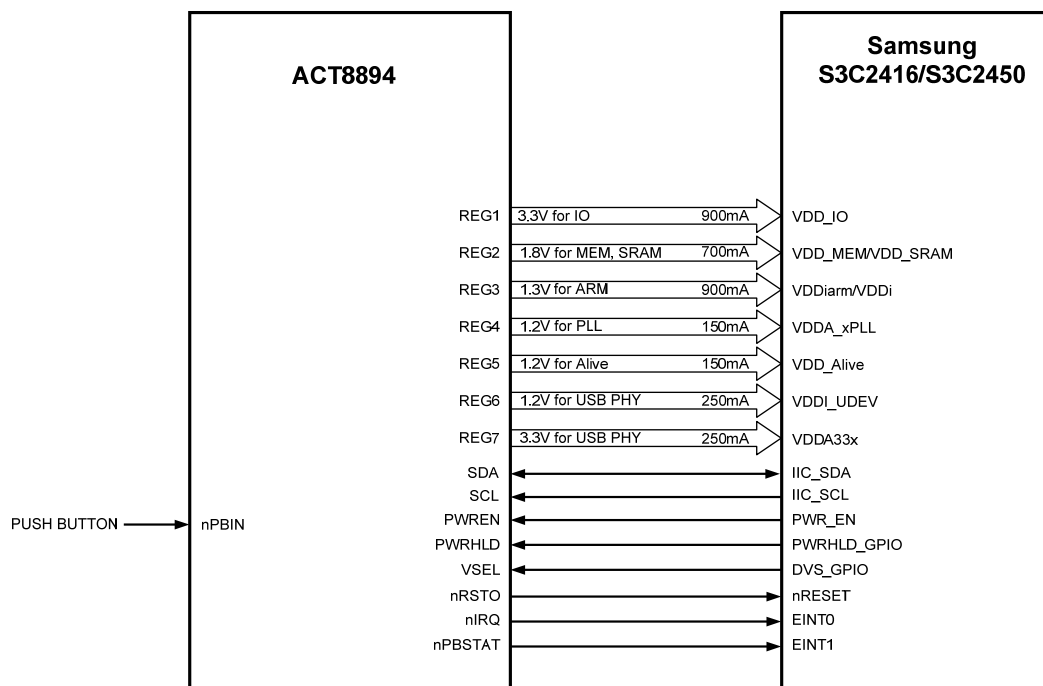 ACT8894
Samsung
S3C2416/S3C2450
REG1 3.3V for IO 900mA VDD_IO
REG2 1.8V for MEM, SRAM 700mA VDD_MEM/VDD_SRAM
REG3 1.3V for ARM 900mA VDDiarm/VDDi
REG4 1.2V for PLL 150mA VDDA_xPLL
REG5 1.2V for Alive 150mA VDD_Alive
REG6 1.2V for USB PHY 250mA VDDI_UDEV
REG7 3.3V for USB PHY 250mA VDDA33x
SDA IIC_SDA
SCL IIC_SCL
PUSH BUTTON nPBIN PWREN PWR_EN
PWRHLD PWRHLD_GPIO
VSEL DVS_GPIO
nRSTO nRESET
nIRQ EINT0
nPBSTAT EINT1